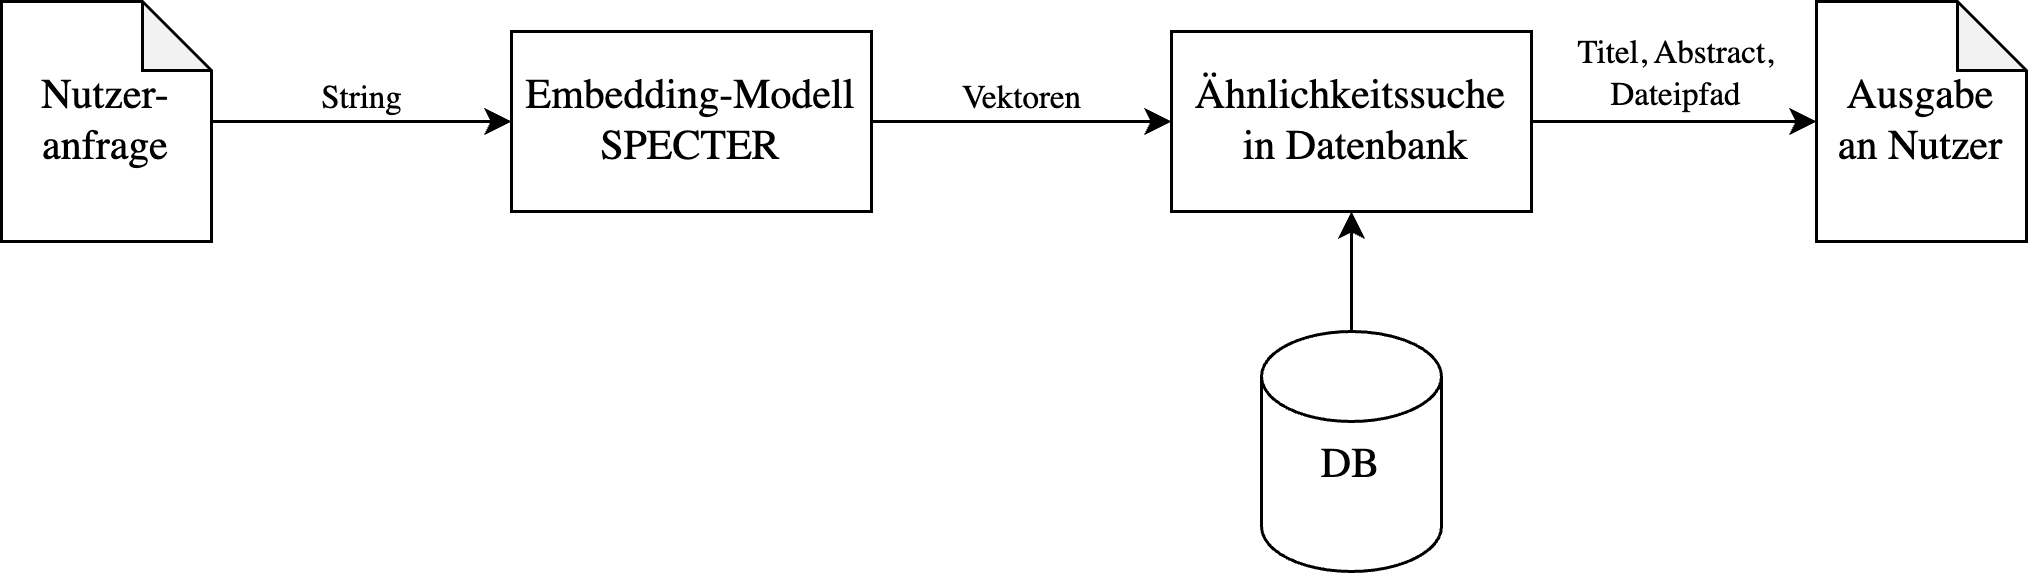 Nutzer-
anfrage
String
Embedding-Modell
SPECTER
Vektoren
Ähnlichkeitssuche
in Datenbank
Titel, Abstract,
Dateipfad
Ausgabe
an Nutzer
DB